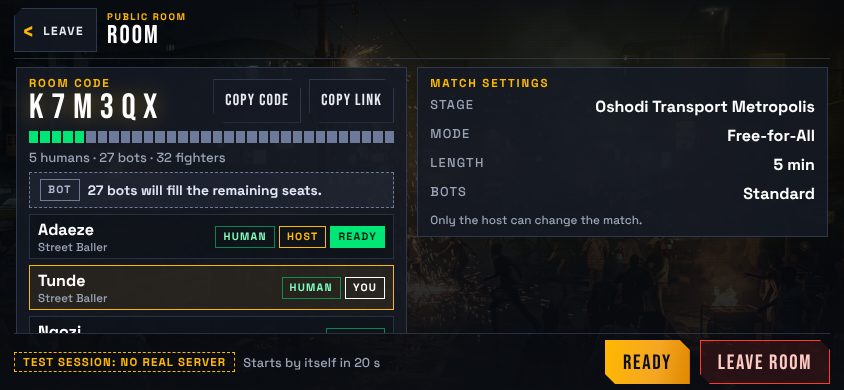 < LEAVE
PUBLIC ROOM
ROOM
ROOM CODE
K7M3QX
COPY CODE
COPY LINK
5 humans · 27 bots · 32 fighters
BOT 27 bots will fill the remaining seats.
Adaeze
Street Baller
HUMAN HOST READY
Tunde
Street Baller
HUMAN YOU
Ngozi
MATCH SETTINGS
STAGE Oshodi Transport Metropolis
MODE Free-for-All
LENGTH 5 min
BOTS Standard
Only the host can change the match.
TEST SESSION: NO REAL SERVER Starts by itself in 20 s
READY
LEAVE ROOM